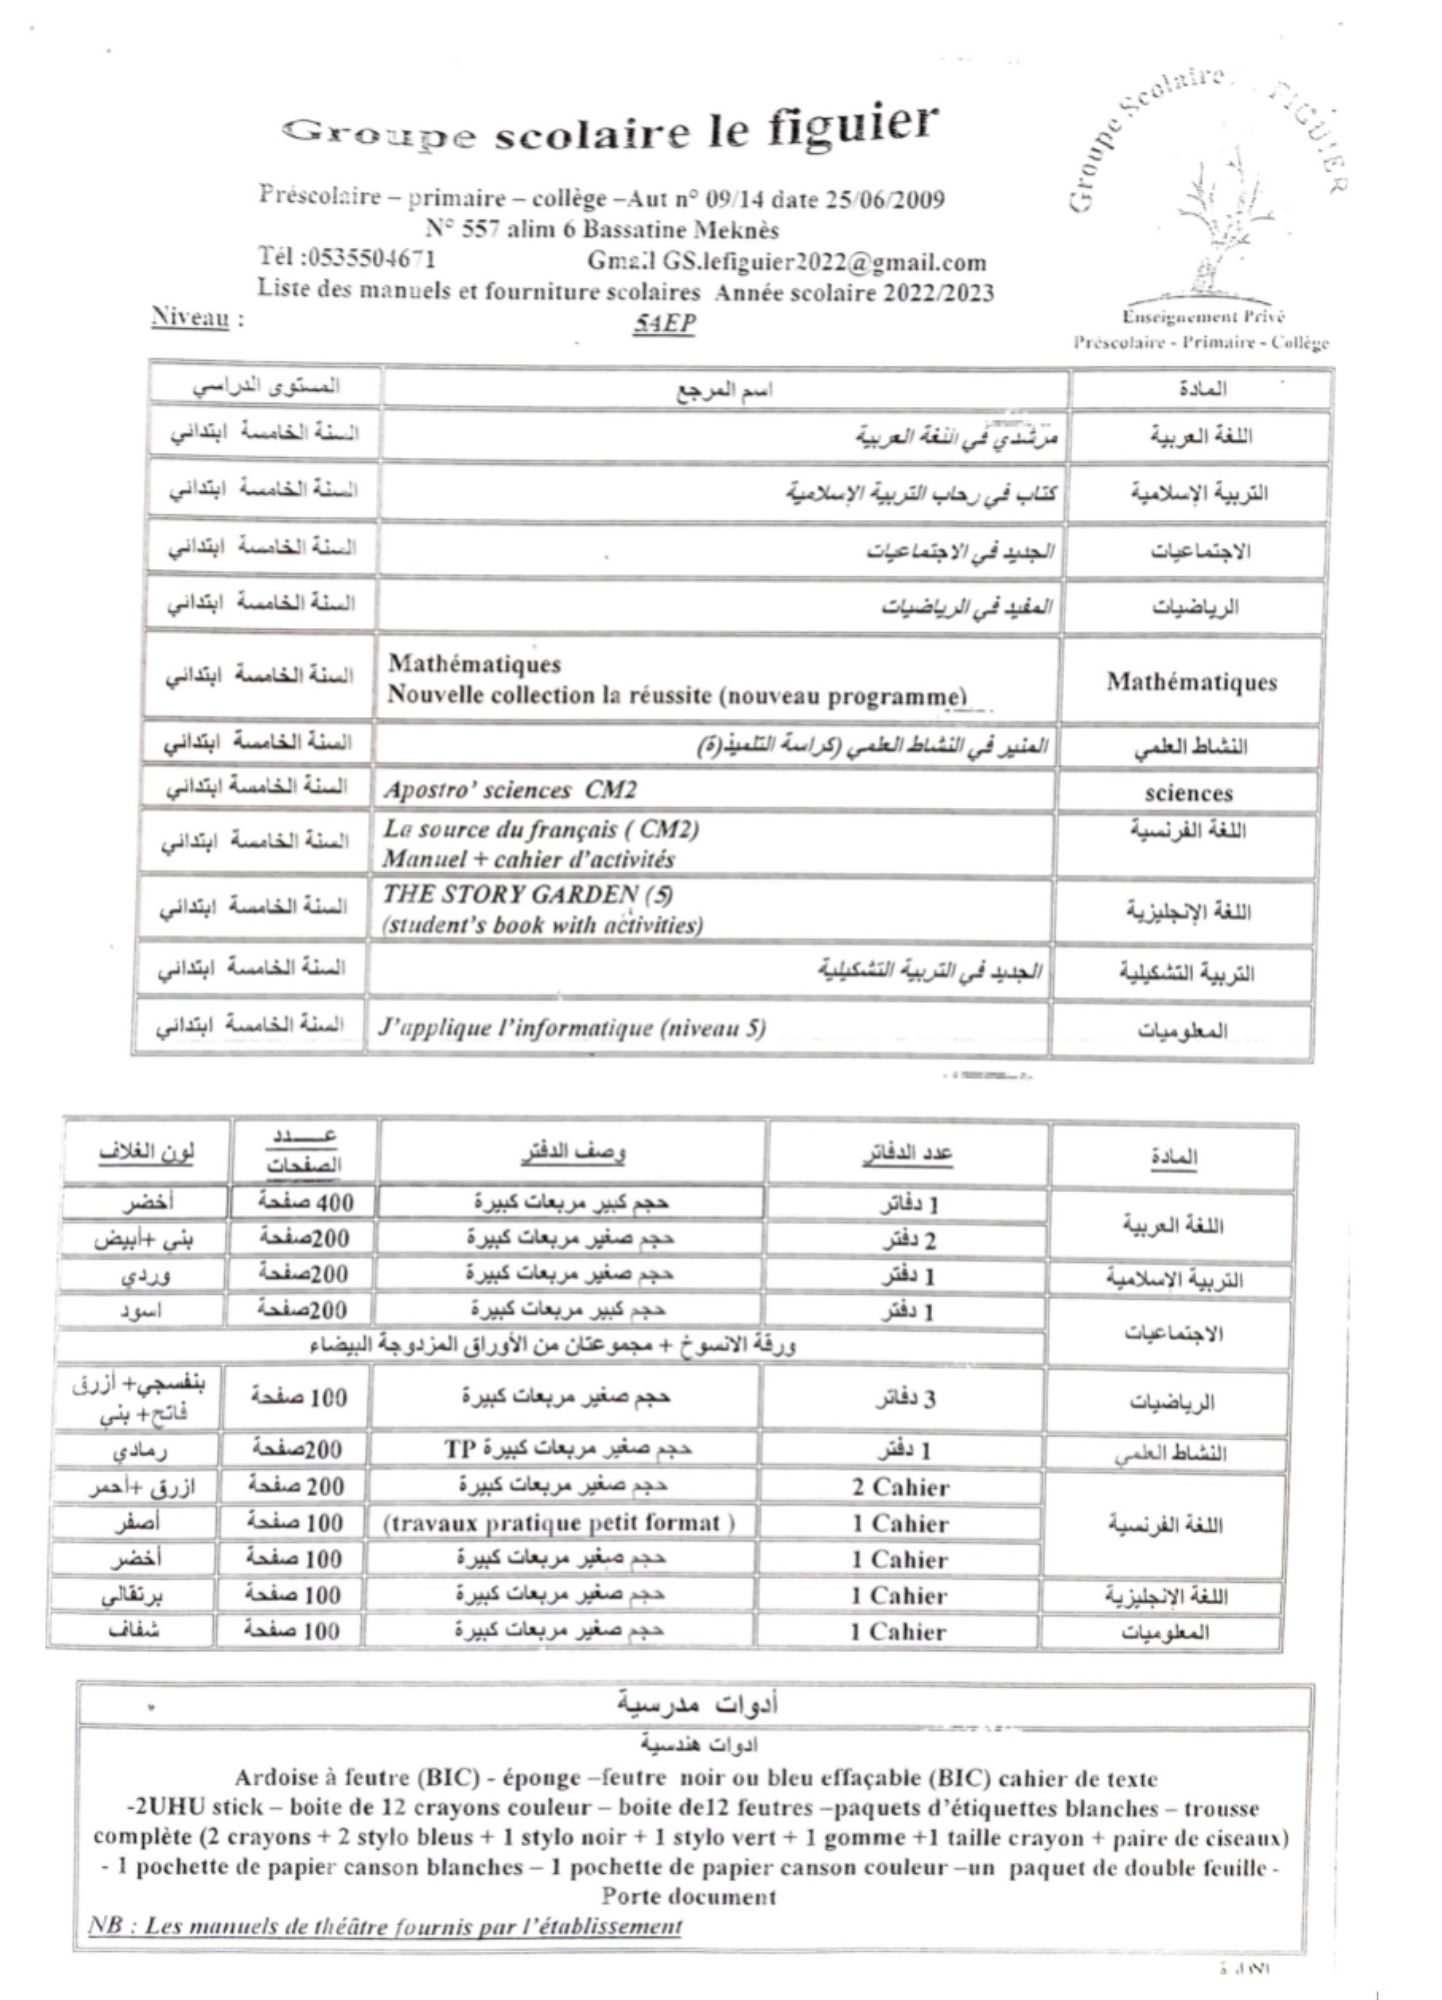 Groupe scolaire le figuier
Groupe Scolaire FIGUIER
Préscolaire – primaire – collège –Aut n° 09/14 date 25/06/2009
N° 557 alim 6 Bassatine Meknès
Tél :0535504671 Gmail GS.lefiguier2022@gmail.com
Liste des manuels et fourniture scolaires Année scolaire 2022/2023
Niveau : 5AEP
Enseignement Privé
Préscolaire - Primaire - Collège
المادة اسم المرجع المستوى الدراسي
اللغة العربية مرشدي في اللغة العربية السنة الخامسة ابتدائي
التربية الإسلامية كتاب في رحاب التربية الإسلامية السنة الخامسة ابتدائي
الاجتماعيات الجديد في الاجتماعيات السنة الخامسة ابتدائي
الرياضيات المفيد في الرياضيات السنة الخامسة ابتدائي
Mathématiques
Mathématiques السنة الخامسة ابتدائي
Nouvelle collection la réussite (nouveau programme)
النشاط العلمي المنير في النشاط العلمي (كراسة التلميذ(ة) السنة الخامسة ابتدائي
sciences Apostro’ sciences CM2 السنة الخامسة ابتدائي
اللغة الفرنسية La source du français ( CM2) السنة الخامسة ابتدائي
Manuel + cahier d’activités
اللغة الإنجليزية THE STORY GARDEN (5) السنة الخامسة ابتدائي
(student’s book with activities)
التربية التشكيلية الجديد في التربية التشكيلية السنة الخامسة ابتدائي
المعلوميات J’applique l’informatique (niveau 5) السنة الخامسة ابتدائي
المادة عدد الدفاتر وصف الدفتر عـــدد الصفحات لون الغلاف
اللغة العربية 1 دفاتر حجم كبير مربعات كبيرة 400 صفحة أخضر
2 دفتر حجم صغير مربعات كبيرة 200صفحة بني +أبيض
التربية الإسلامية 1 دفتر حجم صغير مربعات كبيرة 200صفحة وردي
الاجتماعيات 1 دفتر حجم كبير مربعات كبيرة 200صفحة اسود
ورقة الانسوخ + مجموعتان من الأوراق المزدوجة البيضاء
الرياضيات 3 دفاتر حجم صغير مربعات كبيرة 100 صفحة بنفسجي+ أزرق
فاتح+ بني
النشاط العلمي 1 دفتر حجم صغير مربعات كبيرة TP 200صفحة رمادي
اللغة الفرنسية 2 Cahier حجم صغير مربعات كبيرة 200 صفحة ازرق +أحمر
1 Cahier (travaux pratique petit format ) 100 صفحة أصفر
1 Cahier حجم صغير مربعات كبيرة 100 صفحة أخضر
اللغة الإنجليزية 1 Cahier حجم صغير مربعات كبيرة 100 صفحة برتقالي
المعلوميات 1 Cahier حجم صغير مربعات كبيرة 100 صفحة شفاف
أدوات مدرسية
ادوات هندسية
Ardoise à feutre (BIC) - éponge –feutre noir ou bleu effaçable (BIC) cahier de texte
-2UHU stick – boite de 12 crayons couleur – boite de12 feutres –paquets d’étiquettes blanches – trousse
complète (2 crayons + 2 stylo bleus + 1 stylo noir + 1 stylo vert + 1 gomme +1 taille crayon + paire de ciseaux)
- 1 pochette de papier canson blanches – 1 pochette de papier canson couleur –un paquet de double feuille -
Porte document
NB : Les manuels de théâtre fournis par l’établissement